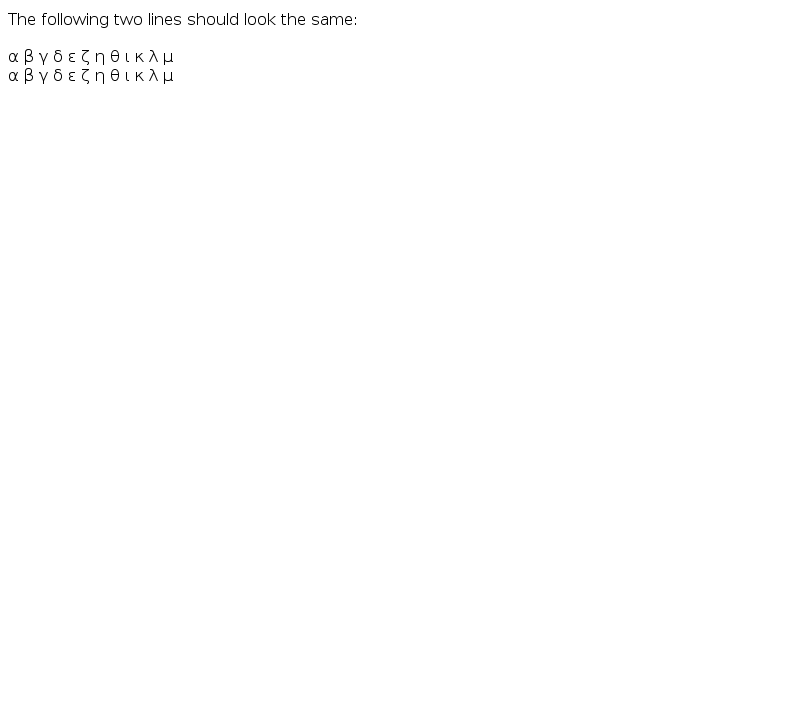 The following two lines should look the same:
α β γ δ ε ζ η θ ι κ λ μ
α β γ δ ε ζ η θ ι κ λ μ